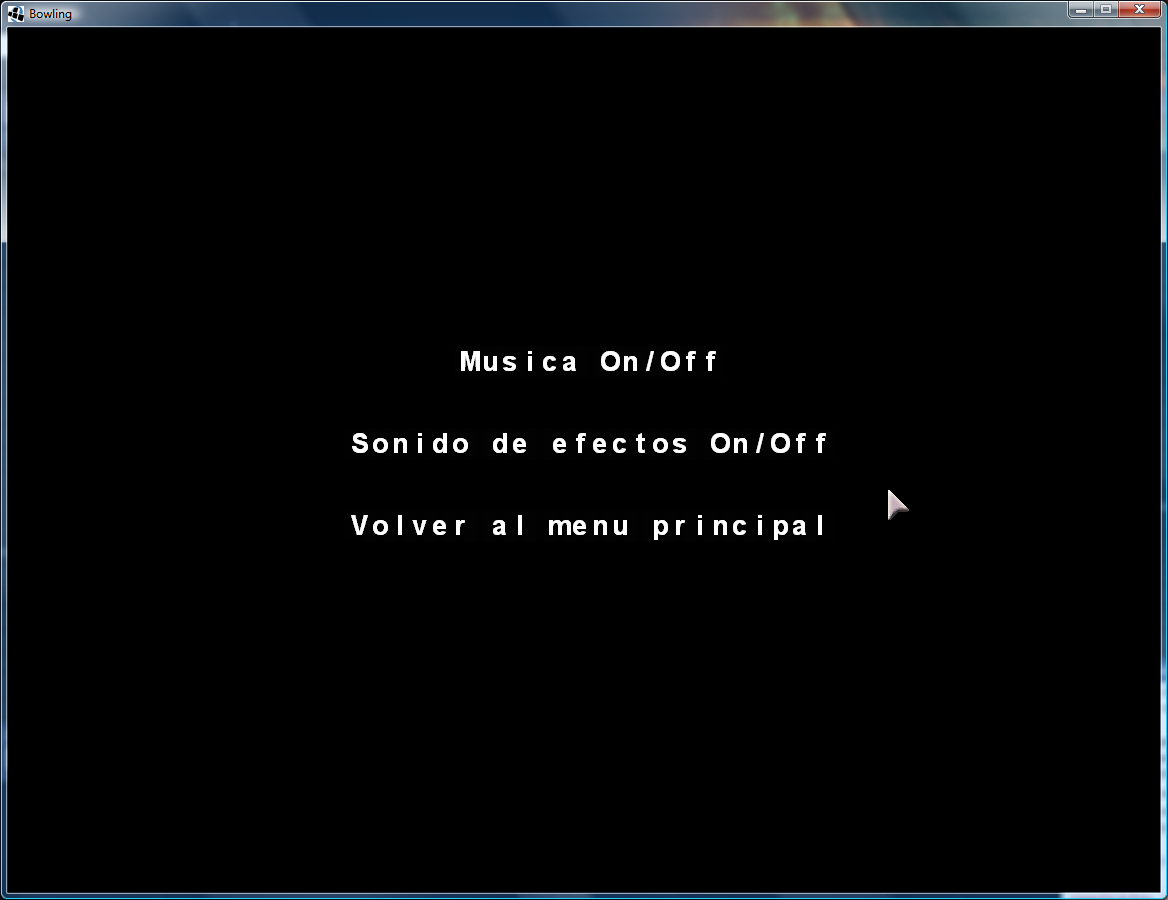 Bowling
Musica On/Off
Sonido de efectos On/Off
Volver al menu principal